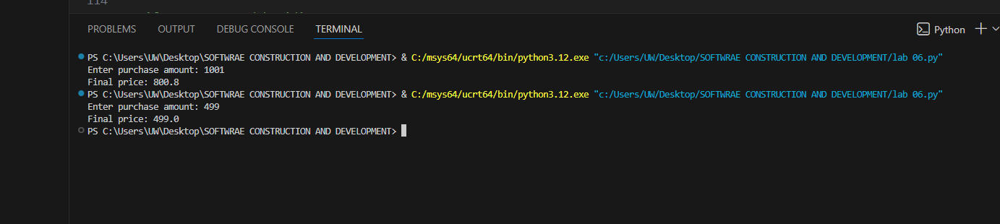 114
PROBLEMS OUTPUT DEBUG CONSOLE TERMINAL Python
PS C:\Users\UW\Desktop\SOFTWRAE CONSTRUCTION AND DEVELOPMENT> & C:/msys64/ucrt64/bin/python3.12.exe "c:/Users/UW/Desktop/SOFTWRAE CONSTRUCTION AND DEVELOPMENT/lab 06.py"
Enter purchase amount: 1001
Final price: 800.8
PS C:\Users\UW\Desktop\SOFTWRAE CONSTRUCTION AND DEVELOPMENT> & C:/msys64/ucrt64/bin/python3.12.exe "c:/Users/UW/Desktop/SOFTWRAE CONSTRUCTION AND DEVELOPMENT/lab 06.py"
Enter purchase amount: 499
Final price: 499.0
PS C:\Users\UW\Desktop\SOFTWRAE CONSTRUCTION AND DEVELOPMENT>